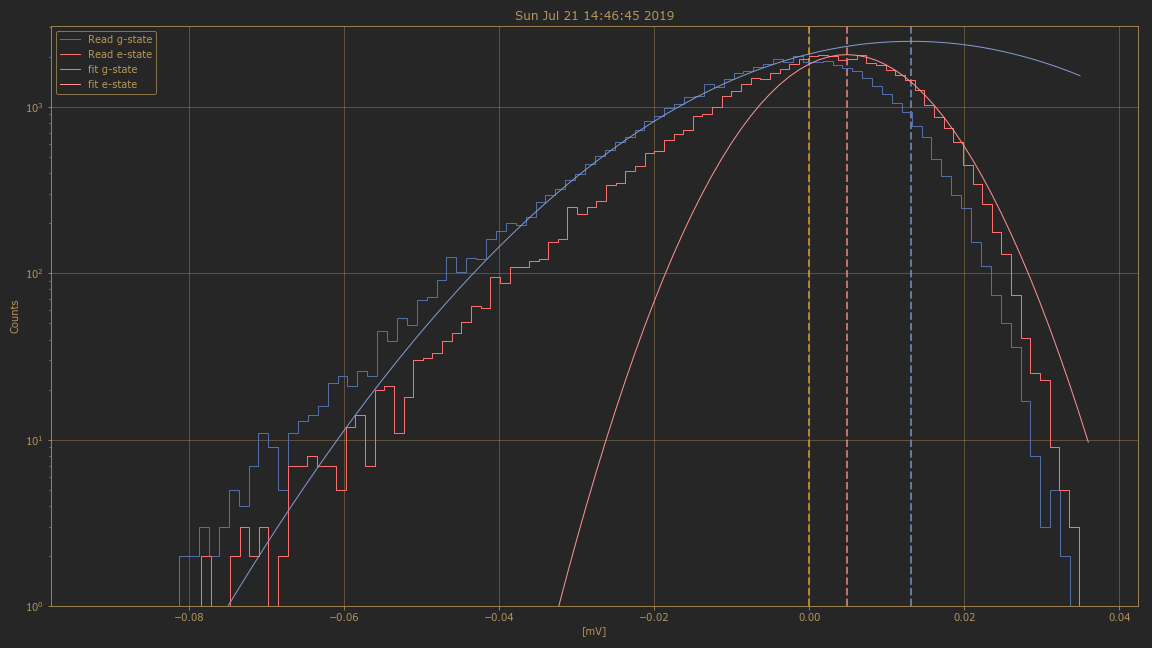 Sun Jul 21 14:46:45 2019
Read g-state
Read e-state
fit g-state
fit e-state
Counts
10³
10²
10¹
10⁰
−0.08 −0.06 −0.04 −0.02 0.00 0.02 0.04
[mV]